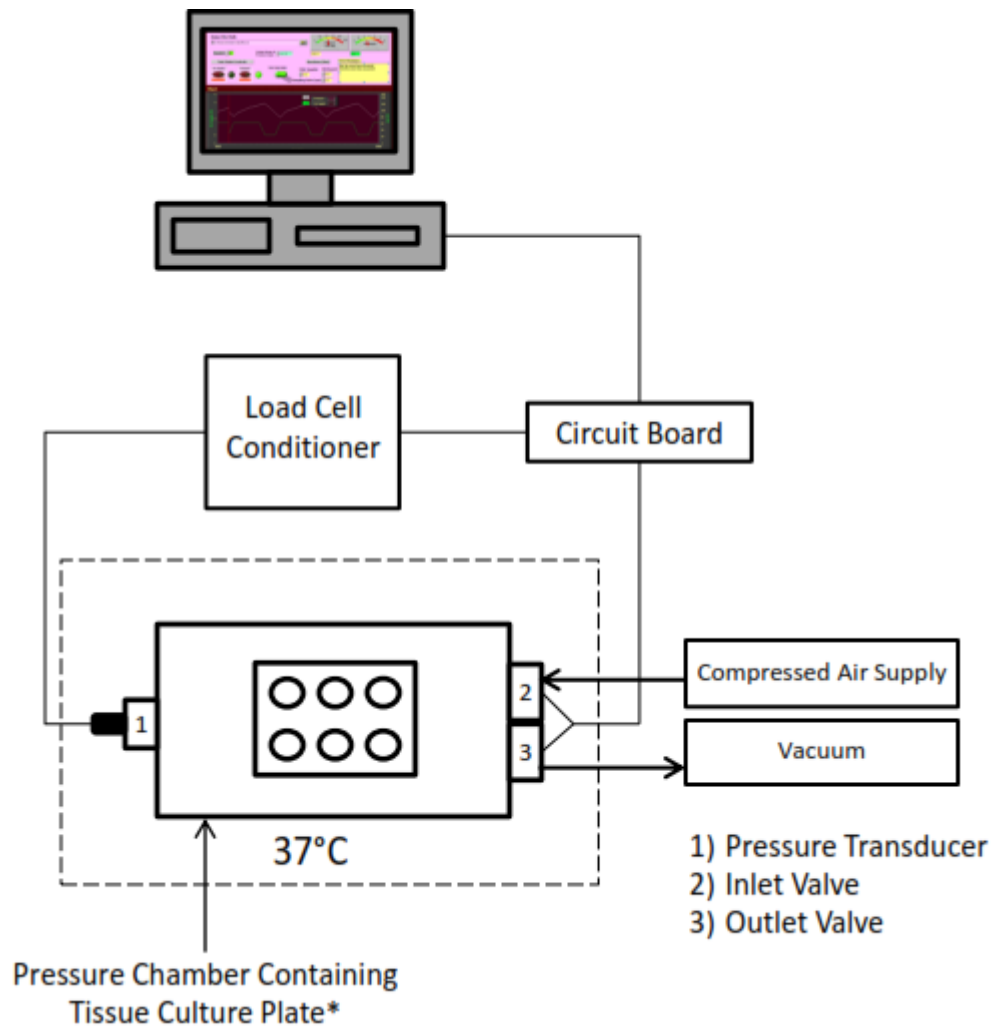 Load Cell
Conditioner
Circuit Board
1
2
3
Compressed Air Supply
Vacuum
37°C
1) Pressure Transducer
2) Inlet Valve
3) Outlet Valve
Pressure Chamber Containing
Tissue Culture Plate*